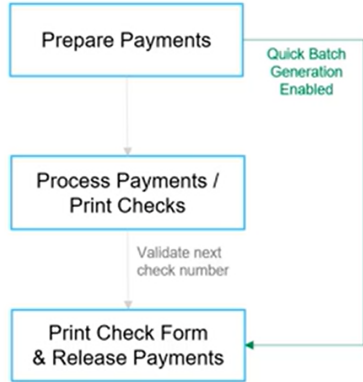 Prepare Payments
Quick Batch
Generation
Enabled
Process Payments /
Print Checks
Validate next
check number
Print Check Form
& Release Payments